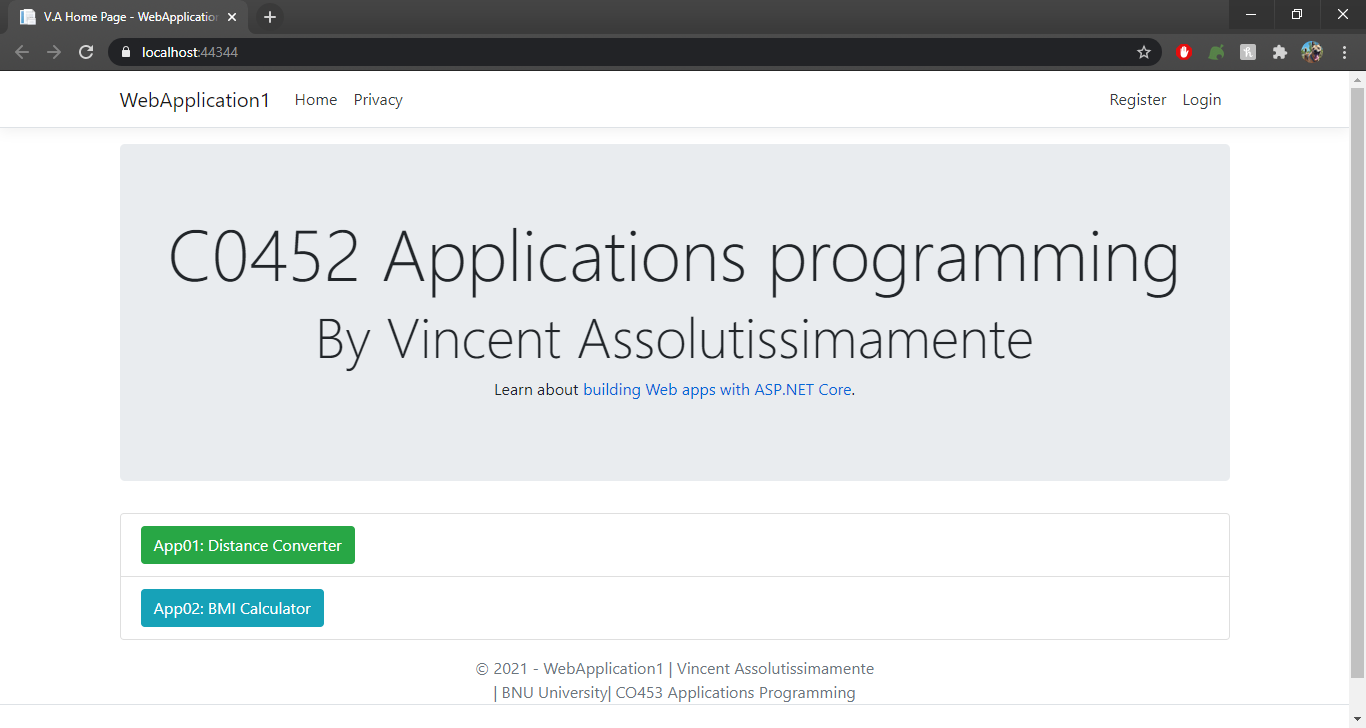 V.A Home Page - WebApplication
localhost:44344
WebApplication1 Home Privacy Register Login
C0452 Applications programming
By Vincent Assolutissimamente
Learn about building Web apps with ASP.NET Core.
App01: Distance Converter
App02: BMI Calculator
© 2021 - WebApplication1 | Vincent Assolutissimamente
| BNU University| CO453 Applications Programming